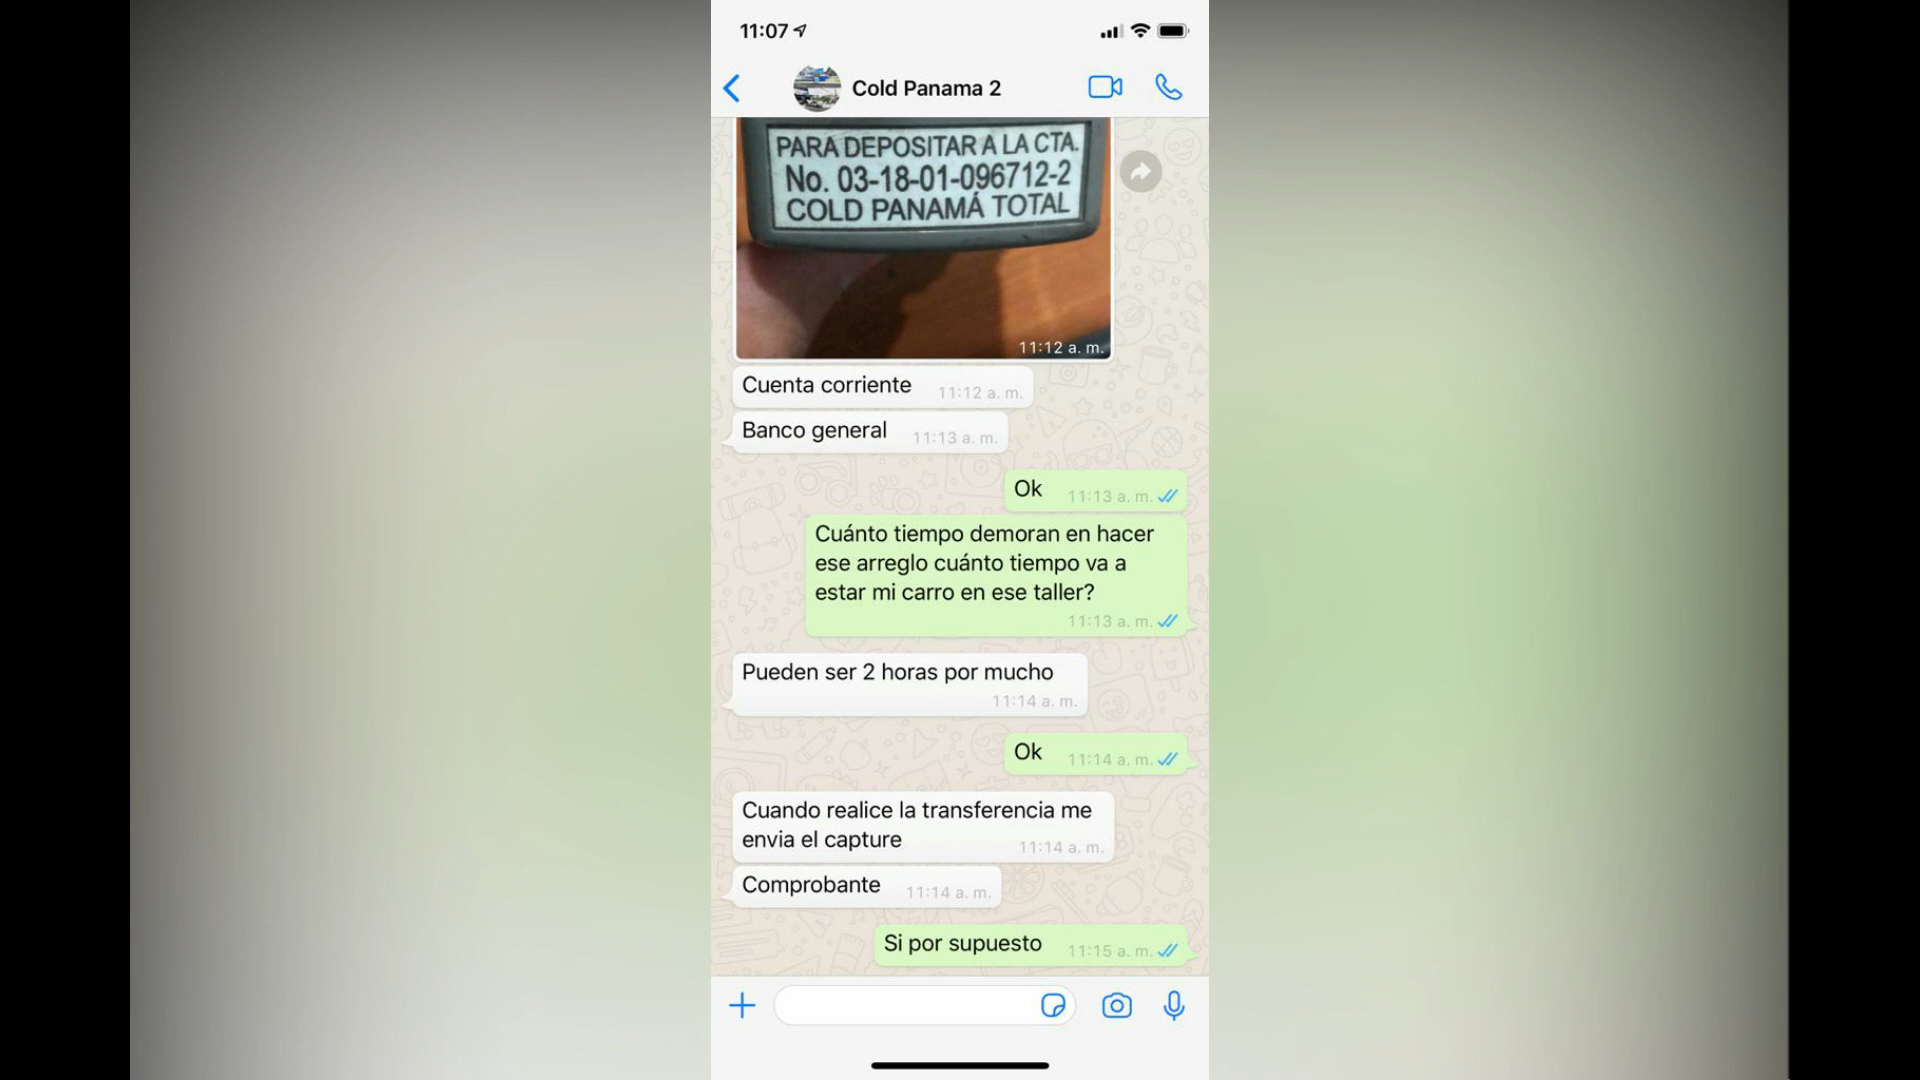 11:07
Cold Panama 2
PARA DEPOSITAR A LA CTA.
No. 03-18-01-096712-2
COLD PANAMÁ TOTAL
11:12 a. m.
Cuenta corriente 11:12 a. m.
Banco general 11:13 a. m.
Ok 11:13 a. m.
Cuánto tiempo demoran en hacer
ese arreglo cuánto tiempo va a
estar mi carro en ese taller?
11:13 a. m.
Pueden ser 2 horas por mucho
11:14 a. m.
Ok 11:14 a. m.
Cuando realice la transferencia me
envia el capture 11:14 a. m.
Comprobante 11:14 a. m.
Si por supuesto 11:15 a. m.